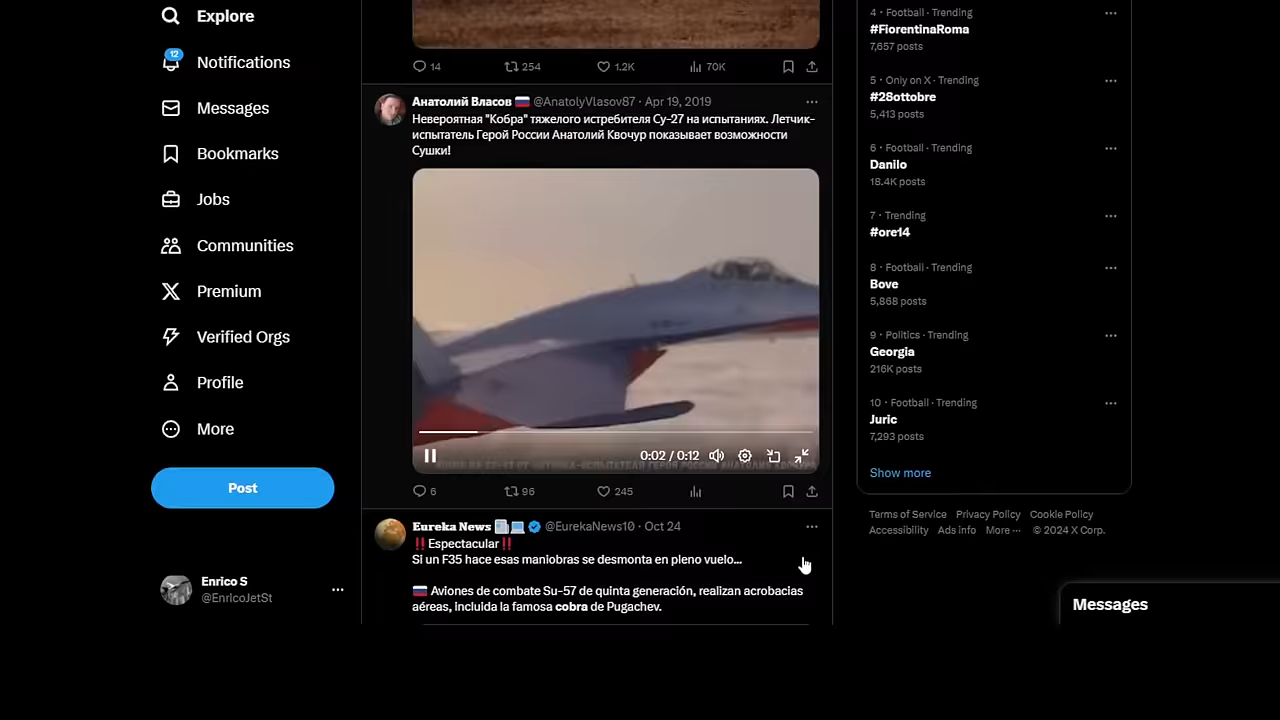 Explore
12
Notifications
Messages
Bookmarks
Jobs
Communities
Premium
Verified Orgs
Profile
More
Post
Enrico S
@EnricoJetSt
14
254
1.2K
70K
Анатолий Власов 🇷🇺 @AnatolyVlasov87 · Apr 19, 2019
Невероятная "Кобра" тяжелого истребителя Су-27 на испытаниях. Летчик-
испытатель Герой России Анатолий Квочур показывает возможности
Сушки!
0:02 / 0:12
6
96
245
Eureka News 📰💻 @EurekaNews10 · Oct 24
‼️Espectacular‼️
Si un F35 hace esas maniobras se desmonta en pleno vuelo...
🇷🇺 Aviones de combate Su-57 de quinta generación, realizan acrobacias
aéreas, incluida la famosa cobra de Pugachev.
4 · Football · Trending
#FiorentinaRoma
7,657 posts
5 · Only on X · Trending
#28ottobre
5,413 posts
6 · Football · Trending
Danilo
18.4K posts
7 · Trending
#ore14
8 · Football · Trending
Bove
5,868 posts
9 · Politics · Trending
Georgia
216K posts
10 · Football · Trending
Juric
7,293 posts
Show more
Terms of Service Privacy Policy Cookie Policy
Accessibility Ads info More ··· © 2024 X Corp.
Messages